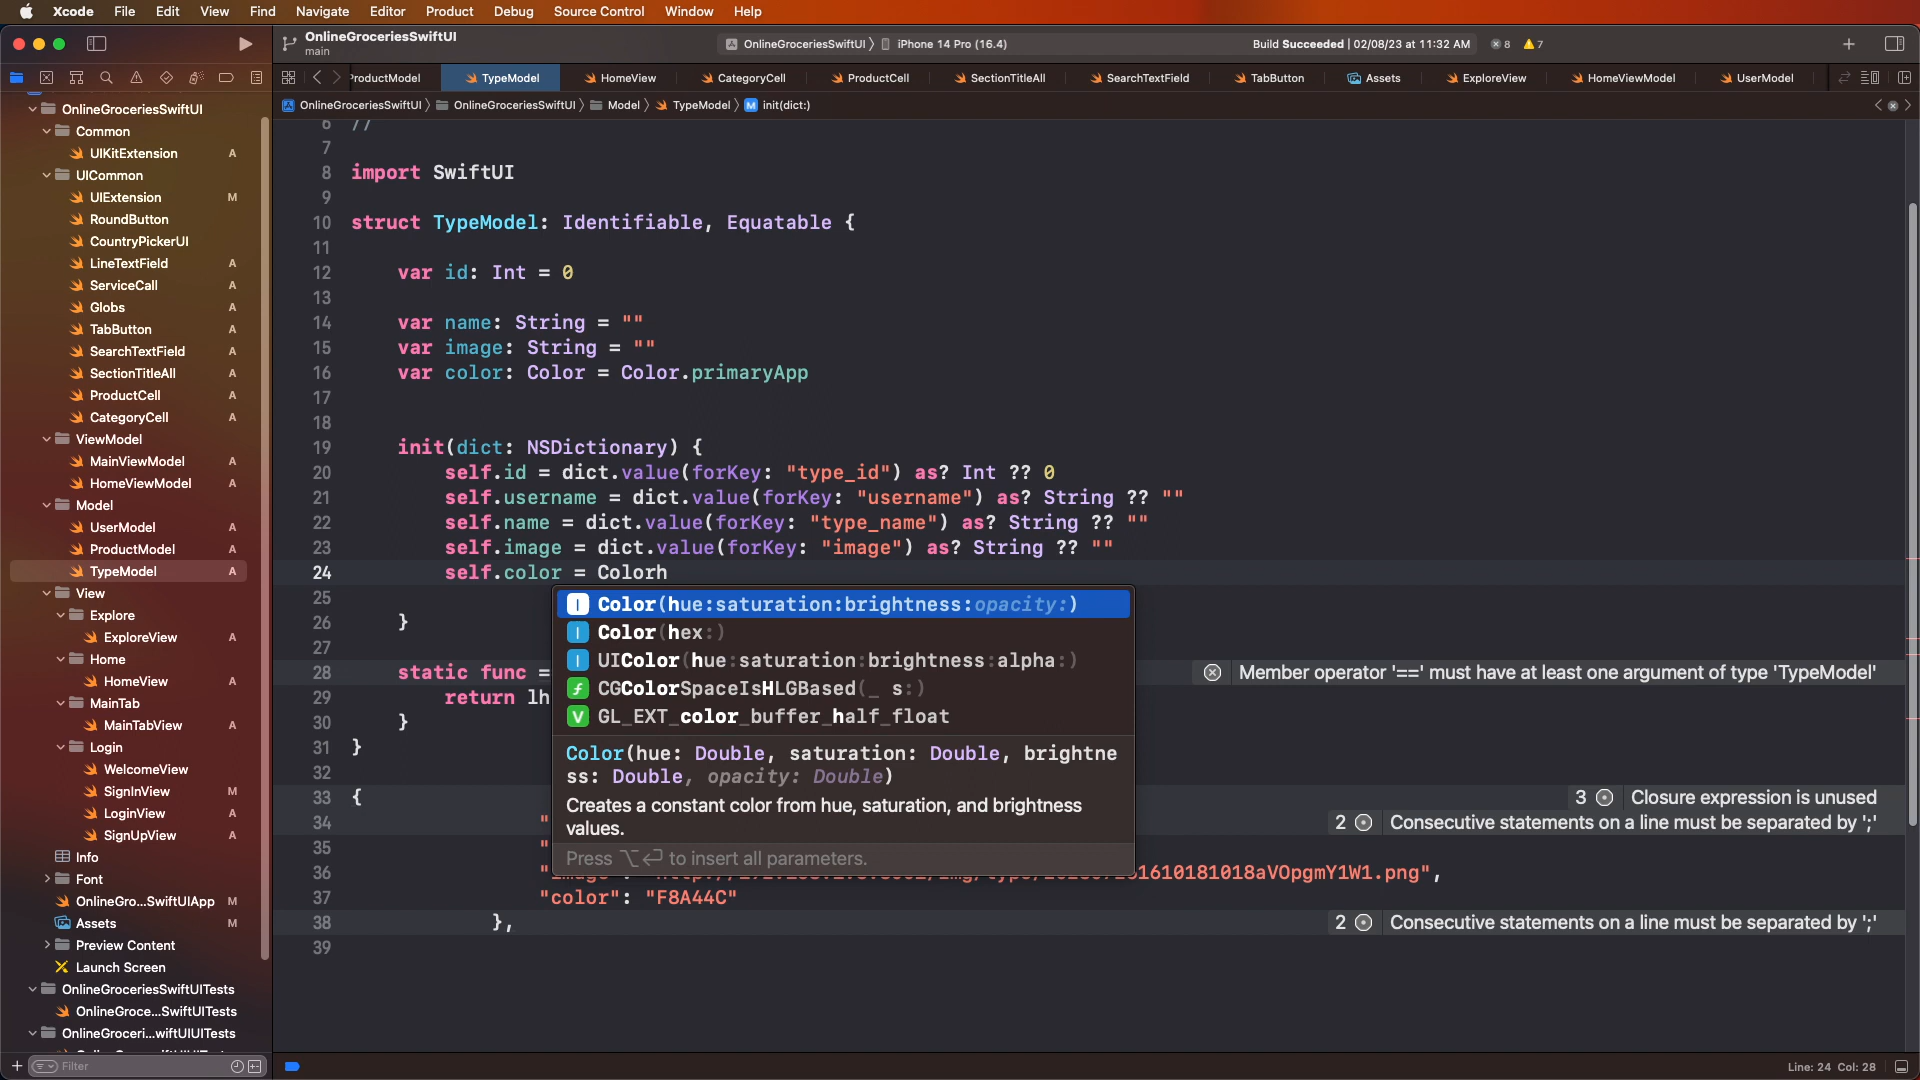 Xcode File Edit View Find Navigate Editor Product Debug Source Control Window Help
OnlineGroceriesSwiftUI
main
OnlineGroceriesSwiftUI 〉 iPhone 14 Pro (16.4)
Build Succeeded | 02/08/23 at 11:32 AM 8 7
roductModel TypeModel HomeView CategoryCell ProductCell SectionTitleAll SearchTextField TabButton Assets ExploreView HomeViewModel UserModel
OnlineGroceriesSwiftUI 〉 OnlineGroceriesSwiftUI 〉 Model 〉 TypeModel 〉 M init(dict:)
OnlineGroceriesSwiftUI
Common
UIKitExtension A
UICommon
UIExtension M
RoundButton
CountryPickerUI
LineTextField A
ServiceCall A
Globs A
TabButton A
SearchTextField A
SectionTitleAll A
ProductCell A
CategoryCell A
ViewModel
MainViewModel A
HomeViewModel A
Model
UserModel A
ProductModel A
TypeModel A
View
Explore
ExploreView A
Home
HomeView A
MainTab
MainTabView A
Login
WelcomeView
SignInView M
LoginView A
SignUpView A
Info
Font
OnlineGro...SwiftUIApp M
Assets M
Preview Content
Launch Screen
OnlineGroceriesSwiftUITests
OnlineGroce...SwiftUITests
OnlineGroceri...wiftUIUITests
Filter
6 //
7
8 import SwiftUI
9
10 struct TypeModel: Identifiable, Equatable {
11
12 var id: Int = 0
13
14 var name: String = ""
15 var image: String = ""
16 var color: Color = Color.primaryApp
17
18
19 init(dict: NSDictionary) {
20 self.id = dict.value(forKey: "type_id") as? Int ?? 0
21 self.username = dict.value(forKey: "username") as? String ?? ""
22 self.name = dict.value(forKey: "type_name") as? String ?? ""
23 self.image = dict.value(forKey: "image") as? String ?? ""
24 self.color = Colorh
25
26 }
27
28 static func = Member operator '==' must have at least one argument of type 'TypeModel'
29 return lh
30 }
31 }
32
33 { 3 Closure expression is unused
34 " 2 Consecutive statements on a line must be separated by ';'
35 "
36 1610181018aVOpgmY1W1.png",
37 "color": "F8A44C"
38 }, 2 Consecutive statements on a line must be separated by ';'
39
I Color(hue:saturation:brightness:opacity:)
I Color(hex:)
I UIColor(hue:saturation:brightness:alpha:)
f CGColorSpaceIsHLGBased(_ s:)
V GL_EXT_color_buffer_half_float
Color(hue: Double, saturation: Double, brightne
ss: Double, opacity: Double)
Creates a constant color from hue, saturation, and brightness
values.
Press ⌥↩ to insert all parameters.
Line: 24 Col: 28